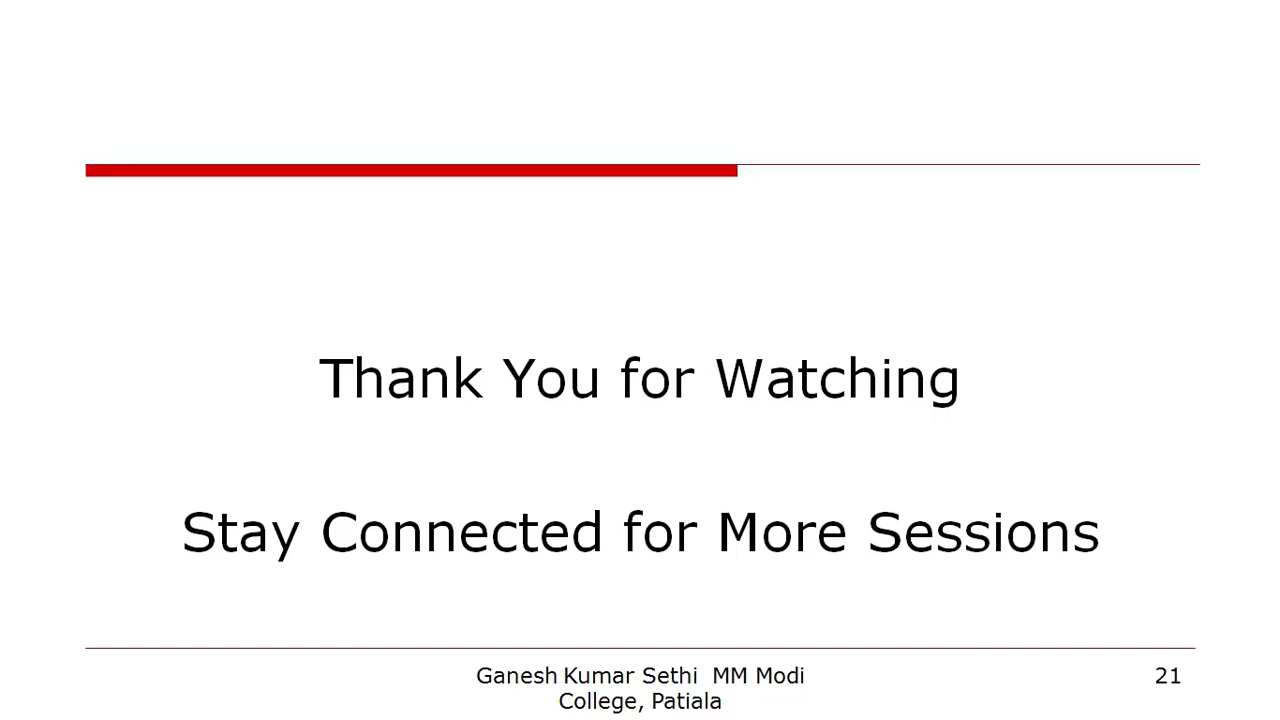 Thank You for Watching
Stay Connected for More Sessions
Ganesh Kumar Sethi  MM Modi
College, Patiala
21